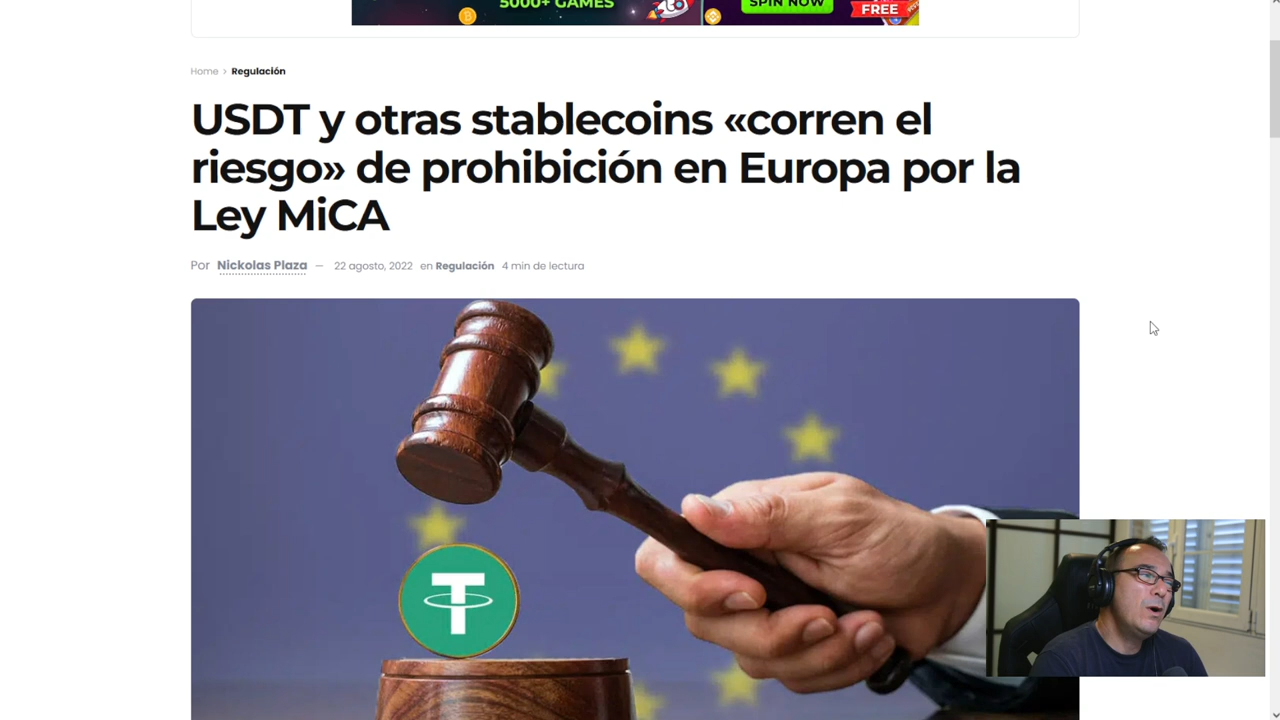 5000+ GAMES
SPIN NOW
FREE
Home > Regulación
USDT y otras stablecoins «corren el
riesgo» de prohibición en Europa por la
Ley MiCA
Por Nickolas Plaza — 22 agosto, 2022 en Regulación 4 min de lectura